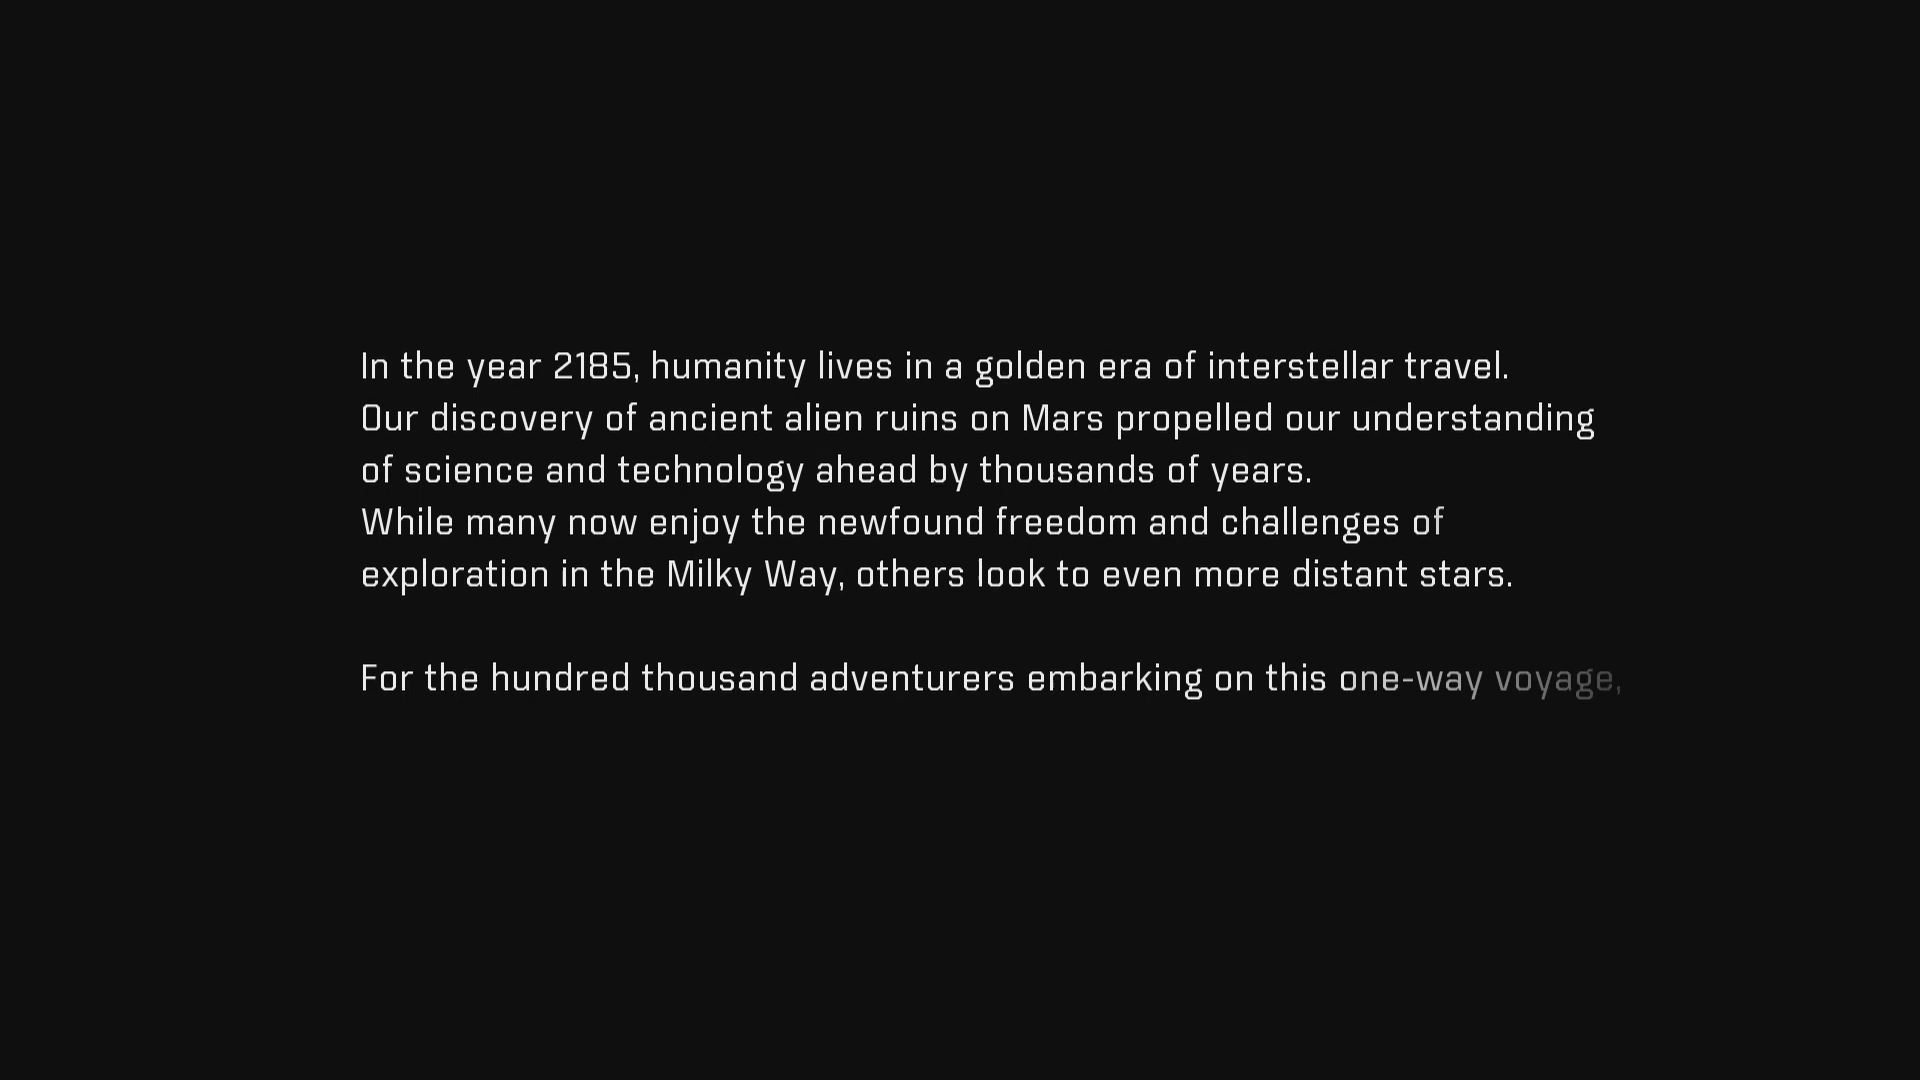 In the year 2185, humanity lives in a golden era of interstellar travel.
Our discovery of ancient alien ruins on Mars propelled our understanding
of science and technology ahead by thousands of years.
While many now enjoy the newfound freedom and challenges of
exploration in the Milky Way, others look to even more distant stars.
For the hundred thousand adventurers embarking on this one-way voyage,